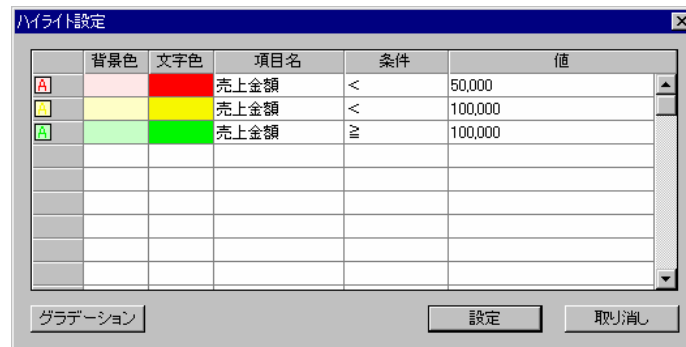 ハイライト設定
背景色 文字色 項目名 条件 値
A 売上金額 < 50,000
A 売上金額 < 100,000
A 売上金額 ≧ 100,000
グラデーション 設定 取り消し